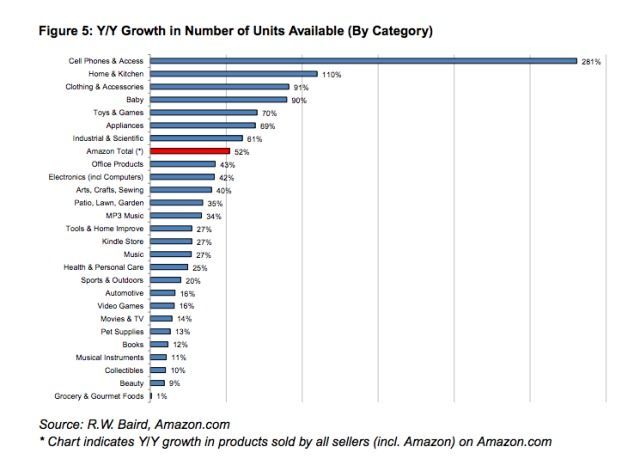 Figure 5: Y/Y Growth in Number of Units Available (By Category)
Cell Phones & Access 281%
Home & Kitchen 110%
Clothing & Accessories 91%
Baby 90%
Toys & Games 70%
Appliances 69%
Industrial & Scientific 61%
Amazon Total (*) 52%
Office Products 43%
Electronics (incl Computers) 42%
Arts, Crafts, Sewing 40%
Patio, Lawn, Garden 35%
MP3 Music 34%
Tools & Home Improve 27%
Kindle Store 27%
Music 27%
Health & Personal Care 25%
Sports & Outdoors 20%
Automotive 16%
Video Games 16%
Movies & TV 14%
Pet Supplies 13%
Books 12%
Musical Instruments 11%
Collectibles 10%
Beauty 9%
Grocery & Gourmet Foods 1%
Source: R.W. Baird, Amazon.com
* Chart indicates Y/Y growth in products sold by all sellers (incl. Amazon) on Amazon.com